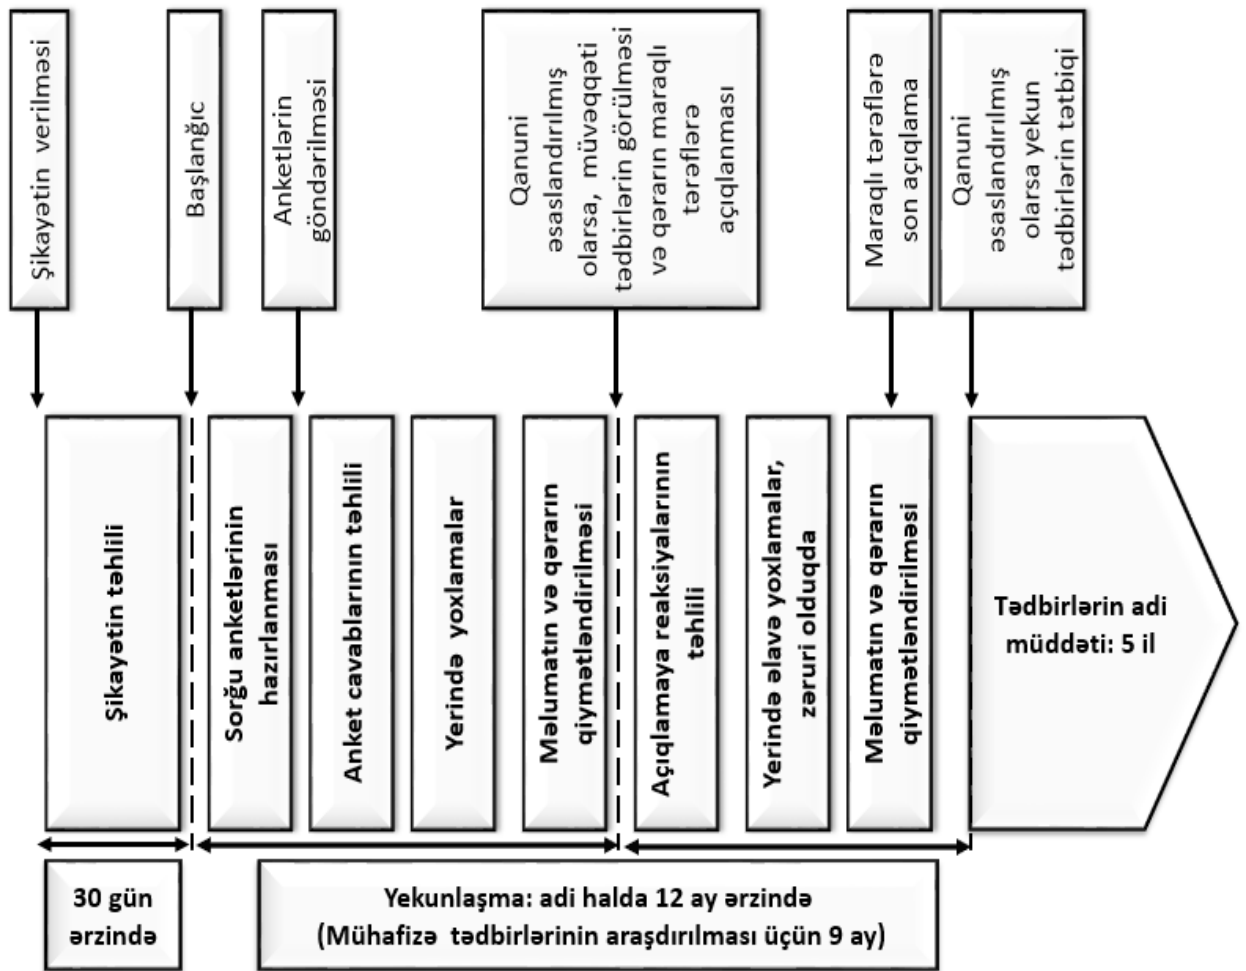 Şikayətin verilməsi
Başlanğıc
Anketlərin
göndərilməsi
Qanuni
əsaslandırılmış
olarsa, müvəqqəti
tədbirlərin görülməsi
və qərarın maraqlı
tərəflərə
açıqlanması
Maraqlı tərəflərə
son açıqlama
Qanuni
əsaslandırılmış
olarsa yekun
tədbirlərin tətbiqi
Şikayətin təhlili
Sorğu anketlərinin
hazırlanması
Anket cavablarının təhlili
Yerində yoxlamalar
Məlumatın və qərarın
qiymətləndirilməsi
Açıqlamaya reaksiyalarının
təhlili
Yerində əlavə yoxlamalar,
zəruri olduqda
Məlumatın və qərarın
qiymətləndirilməsi
Tədbirlərin adi
müddəti: 5 il
30 gün
ərzində
Yekunlaşma: adi halda 12 ay ərzində
(Mühafizə tədbirlərinin araşdırılması üçün 9 ay)